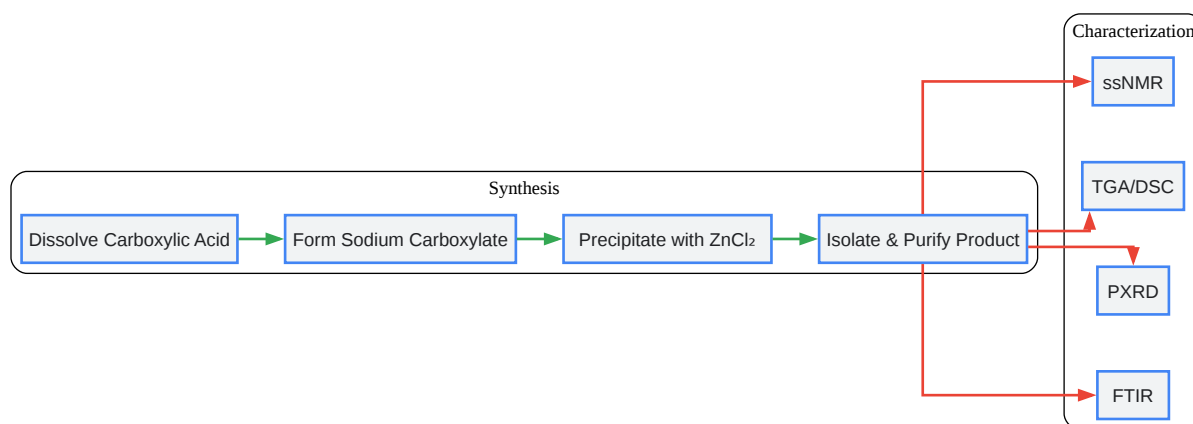 Synthesis
Dissolve Carboxylic Acid
Form Sodium Carboxylate
Precipitate with ZnCl₂
Isolate & Purify Product
Characterization
ssNMR
TGA/DSC
PXRD
FTIR